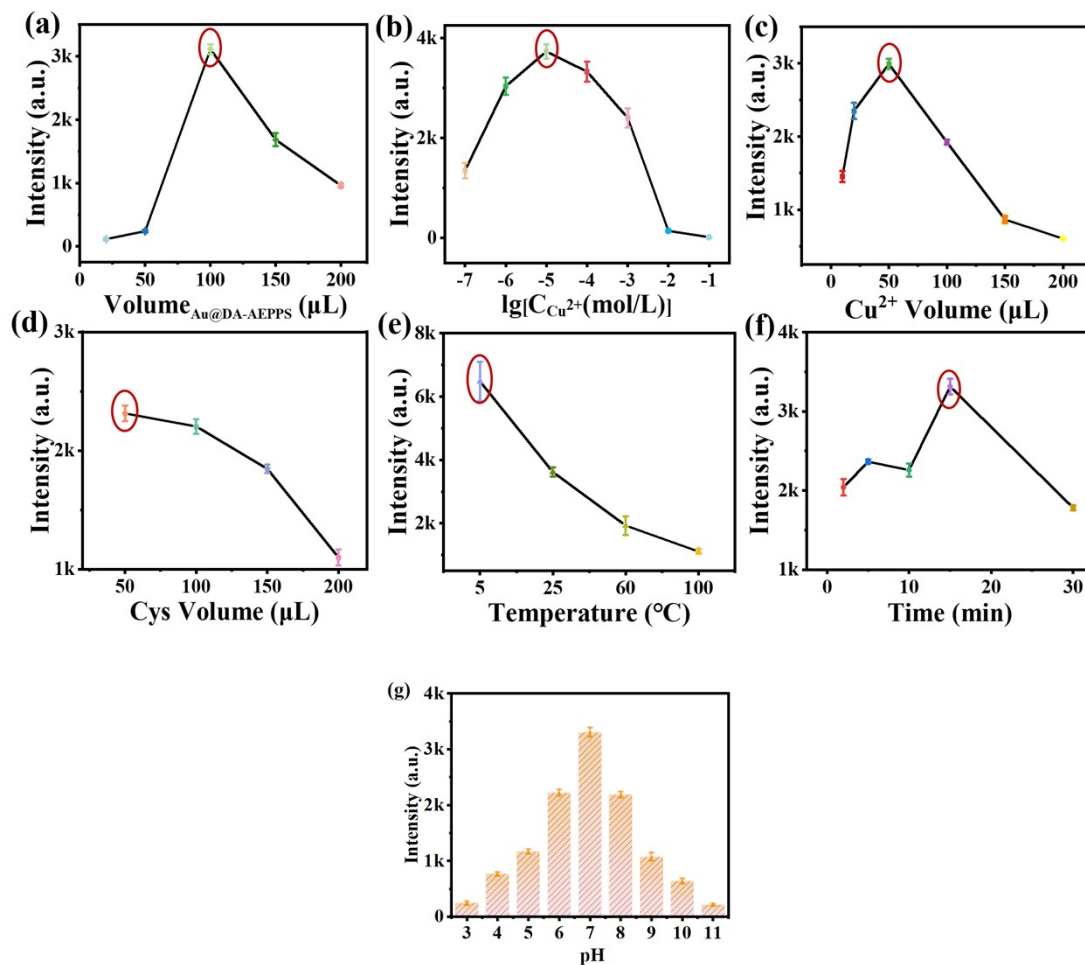 (a)
3k
2k
1k
0
Intensity (a.u.)
0 50 100 150 200
Volume Au@DA-AEPPS (μL)
(b)
4k
2k
0
Intensity (a.u.)
-7 -6 -5 -4 -3 -2 -1
lg[C Cu²⁺(mol/L)]
(c)
3k
2k
1k
Intensity (a.u.)
0 50 100 150 200
Cu²⁺ Volume (μL)
(d)
3k
2k
1k
Intensity (a.u.)
50 100 150 200
Cys Volume (μL)
(e)
8k
6k
4k
2k
Intensity (a.u.)
5 25 60 100
Temperature (°C)
(f)
4k
3k
2k
1k
Intensity (a.u.)
0 10 20 30
Time (min)
(g)
4k
3k
2k
1k
0
Intensity (a.u.)
3 4 5 6 7 8 9 10 11
pH